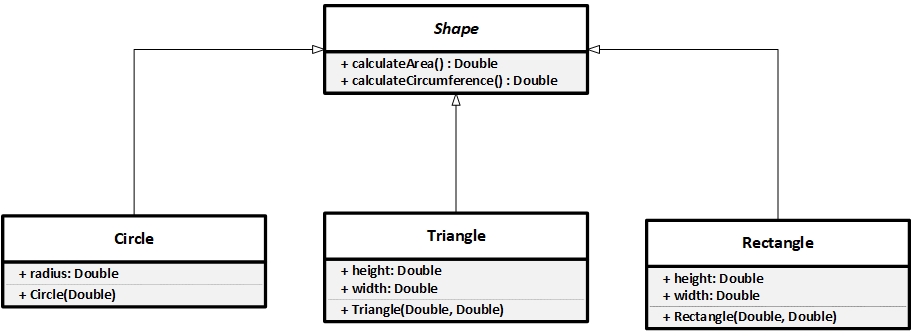 Shape
+ calculateArea() : Double
+ calculateCircumference() : Double
Circle
+ radius: Double
+ Circle(Double)
Triangle
+ height: Double
+ width: Double
+ Triangle(Double, Double)
Rectangle
+ height: Double
+ width: Double
+ Rectangle(Double, Double)